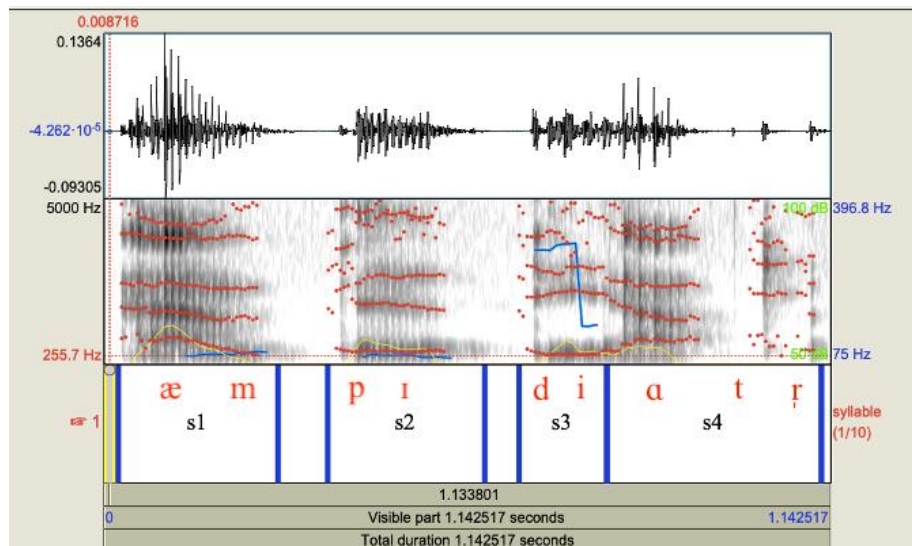 0.008716
0.1364
-4.262·10⁻⁵
-0.09305
5000 Hz
100 dB
396.8 Hz
255.7 Hz
50 dB
75 Hz
æ m p ɪ d i ɑ t r̩
☞ 1
s1 s2 s3 s4
syllable
(1/10)
1.133801
0 Visible part 1.142517 seconds 1.142517
Total duration 1.142517 seconds